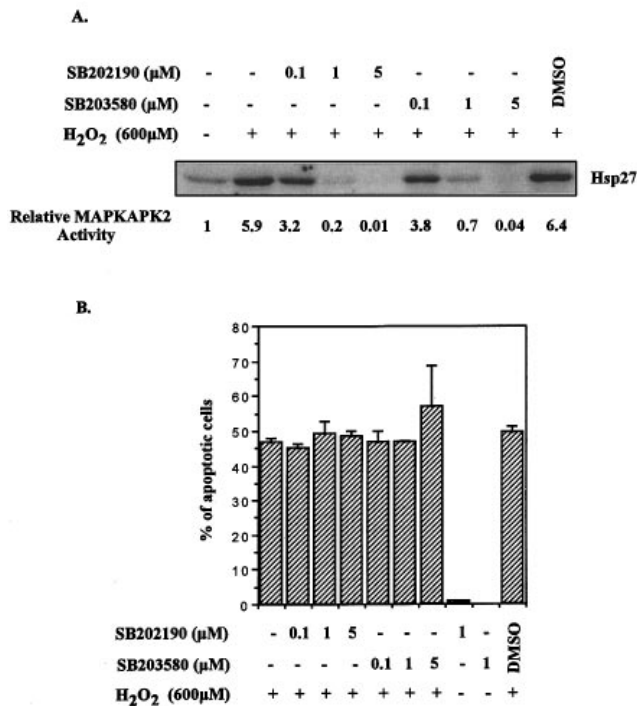 A.
SB202190 (µM) - - 0.1 1 5 - - - DMSO
SB203580 (µM) - - - - - 0.1 1 5
H2O2 (600µM) - + + + + + + + +
Hsp27
Relative MAPKAPK2 Activity 1 5.9 3.2 0.2 0.01 3.8 0.7 0.04 6.4
B.
% of apoptotic cells
80
70
60
50
40
30
20
10
0
SB202190 (µM) - 0.1 1 5 - - - 1 - DMSO
SB203580 (µM) - - - - 0.1 1 5 - 1
H2O2 (600µM) + + + + + + + - - +